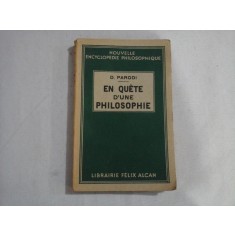 NOUVELLE
ENCYCLOPÉDIE PHILOSOPHIQUE
D. PARODI
EN QUÊTE
D'UNE
PHILOSOPHIE
LIBRAIRIE FÉLIX ALCAN